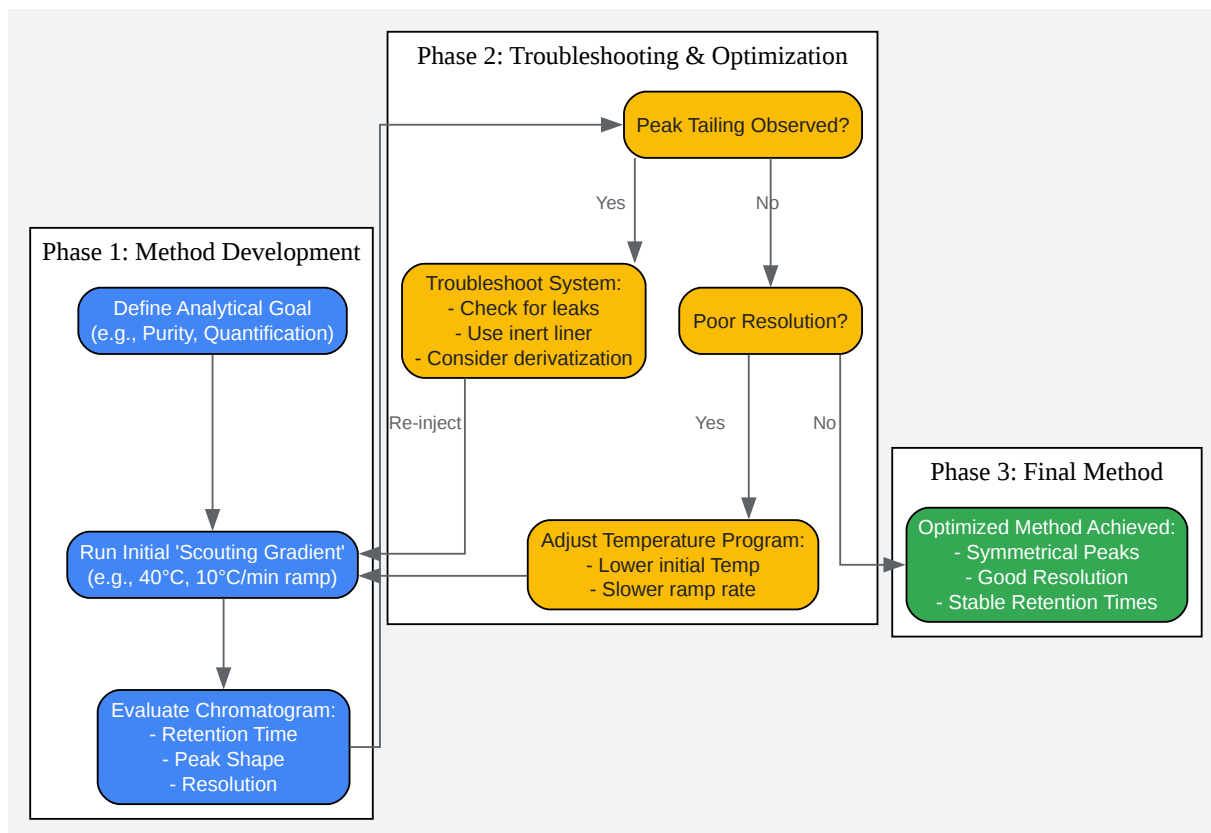 Phase 1: Method Development
Define Analytical Goal
(e.g., Purity, Quantification)
Run Initial 'Scouting Gradient'
(e.g., 40°C, 10°C/min ramp)
Evaluate Chromatogram:
- Retention Time
- Peak Shape
- Resolution
Phase 2: Troubleshooting & Optimization
Peak Tailing Observed?
Yes
No
Troubleshoot System:
- Check for leaks
- Use inert liner
- Consider derivatization
Poor Resolution?
Re-inject
Yes
No
Adjust Temperature Program:
- Lower initial Temp
- Slower ramp rate
Phase 3: Final Method
Optimized Method Achieved:
- Symmetrical Peaks
- Good Resolution
- Stable Retention Times